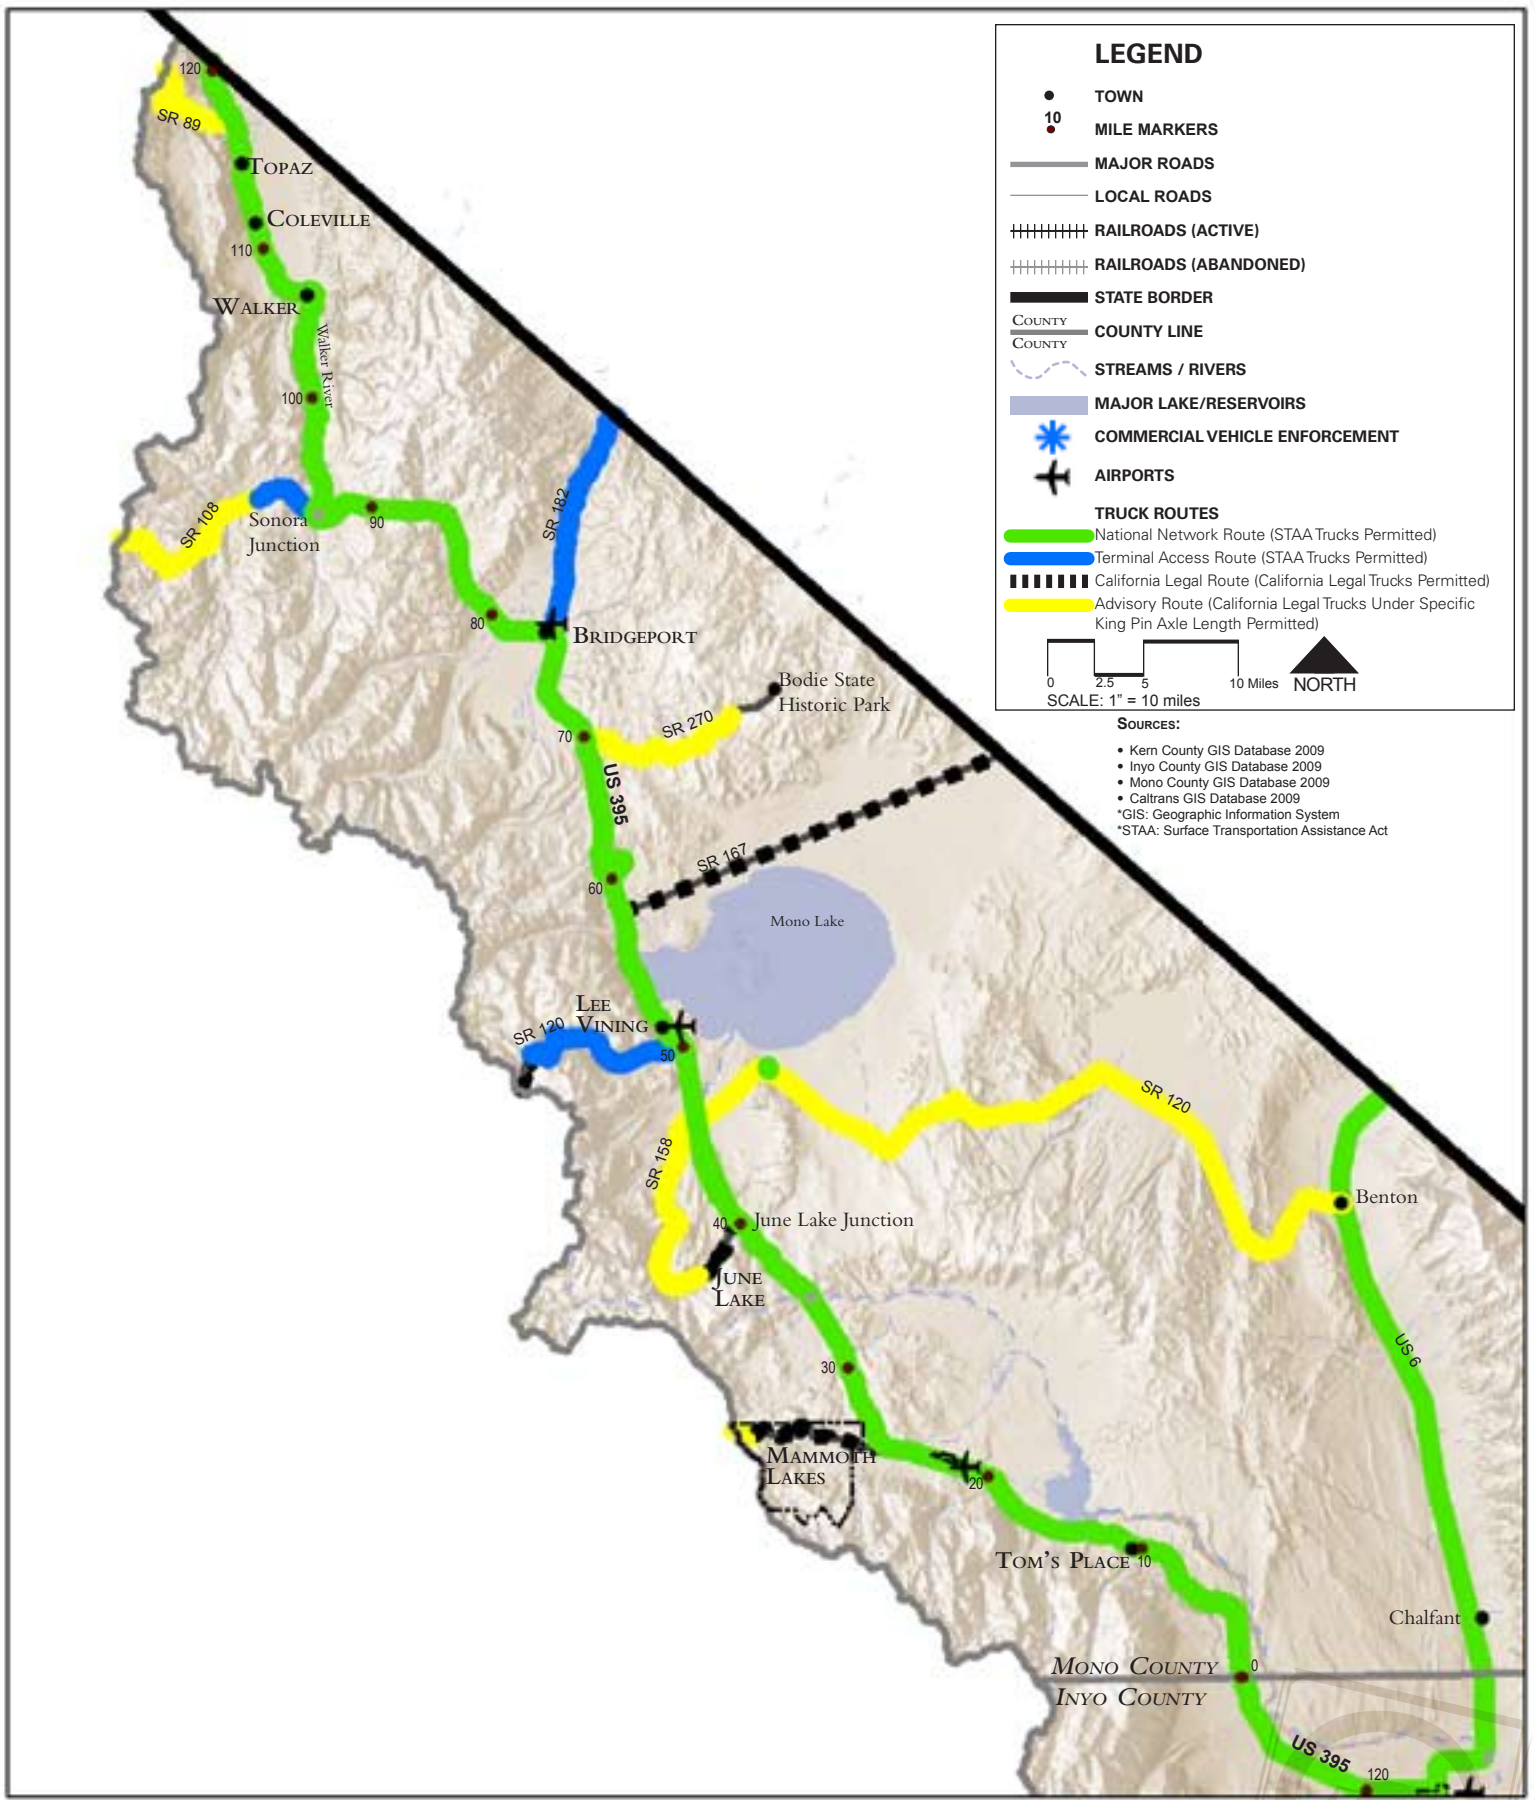 LEGEND
TOWN
10
MILE MARKERS
MAJOR ROADS
LOCAL ROADS
RAILROADS (ACTIVE)
RAILROADS (ABANDONED)
STATE BORDER
COUNTY
COUNTY LINE
COUNTY
STREAMS / RIVERS
MAJOR LAKE/RESERVOIRS
COMMERCIAL VEHICLE ENFORCEMENT
AIRPORTS
TRUCK ROUTES
National Network Route (STAA Trucks Permitted)
Terminal Access Route (STAA Trucks Permitted)
California Legal Route (California Legal Trucks Permitted)
Advisory Route (California Legal Trucks Under Specific
King Pin Axle Length Permitted)
0 2.5 5 10 Miles
NORTH
SCALE: 1" = 10 miles
SOURCES:
• Kern County GIS Database 2009
• Inyo County GIS Database 2009
• Mono County GIS Database 2009
• Caltrans GIS Database 2009
*GIS: Geographic Information System
*STAA: Surface Transportation Assistance Act
120
SR 89
TOPAZ
COLEVILLE
110
WALKER
Walker River
100
SR 182
SR 108
Sonora
Junction
90
80
BRIDGEPORT
Bodie State
Historic Park
SR 270
70
US 395
SR 167
60
Mono Lake
LEE
VINING
SR 120
50
SR 120
SR 158
Benton
40
June Lake Junction
JUNE
LAKE
US 6
30
MAMMOTH
LAKES
20
TOM'S PLACE
10
Chalfant
MONO COUNTY
0
INYO COUNTY
US 395
120